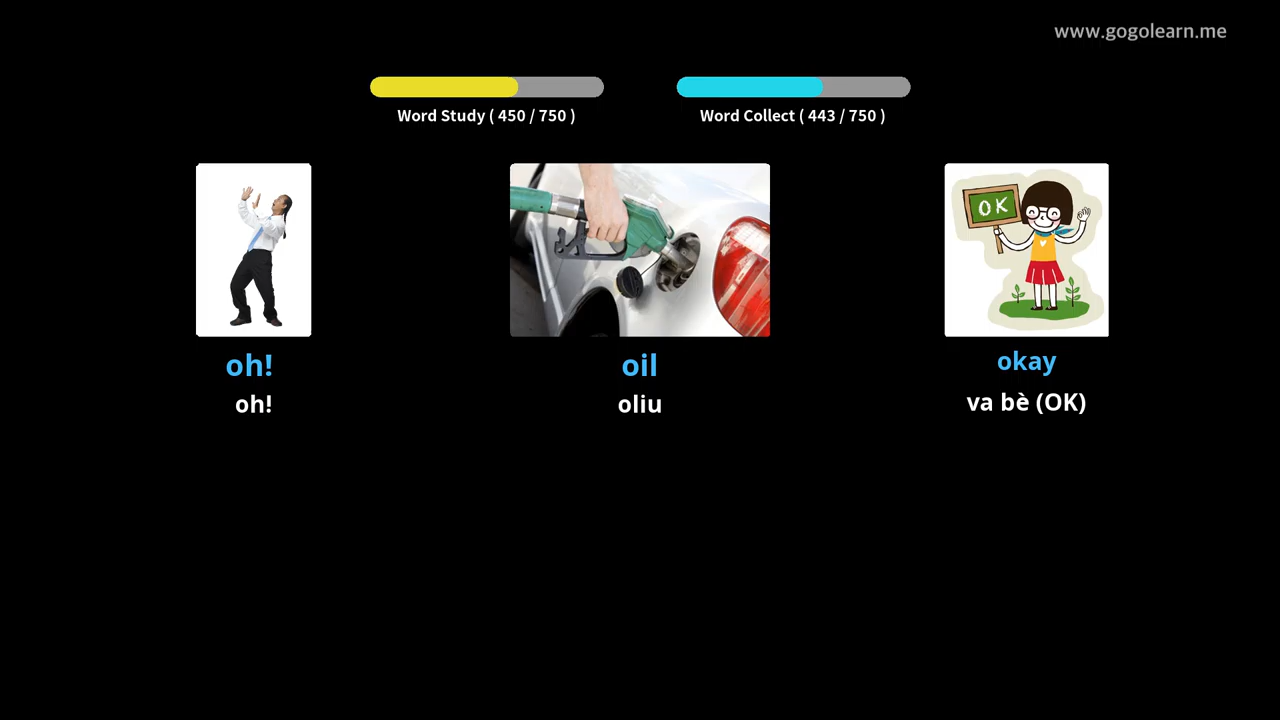 www.gogolearn.me
Word Study ( 450 / 750 )
Word Collect ( 443 / 750 )
OK
oh!
oil
okay
oh!
oliu
va bè (OK)